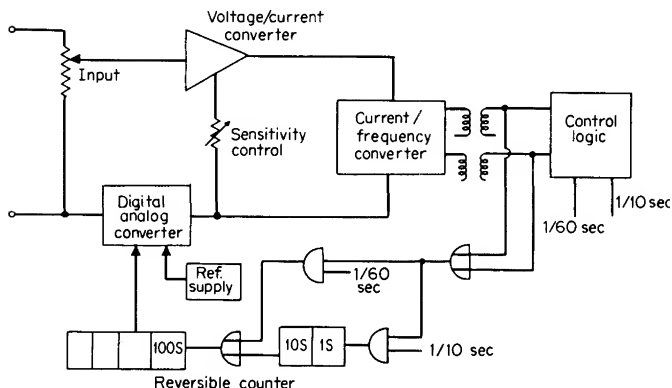 Voltage/current
converter
Input
Sensitivity
control
Current /
frequency
converter
Control
logic
1/10 sec
1/60 sec
Digital
analog
converter
Ref.
supply
1/60
sec
100S
10S
1S
1/10 sec
Reversible counter